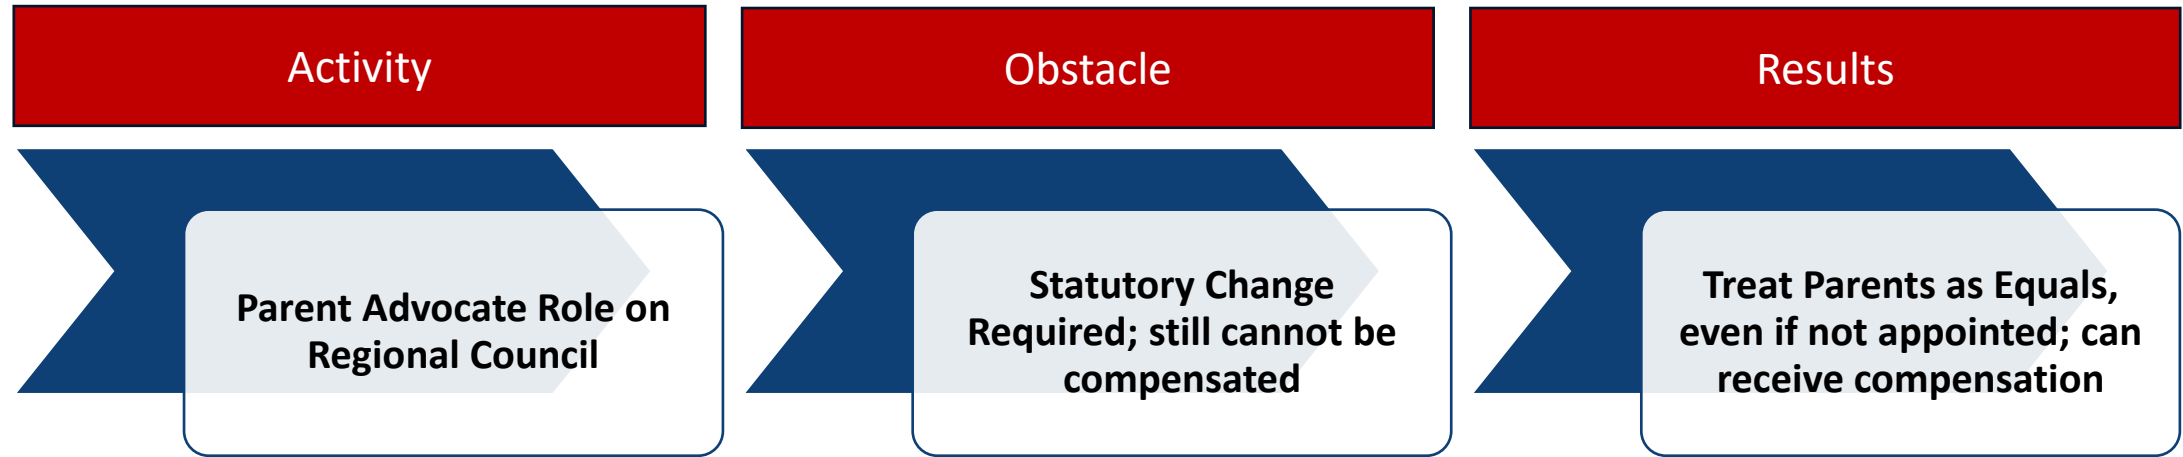 Activity
Obstacle
Results
Parent Advocate Role on
Regional Council
Statutory Change
Required; still cannot be
compensated
Treat Parents as Equals,
even if not appointed; can
receive compensation